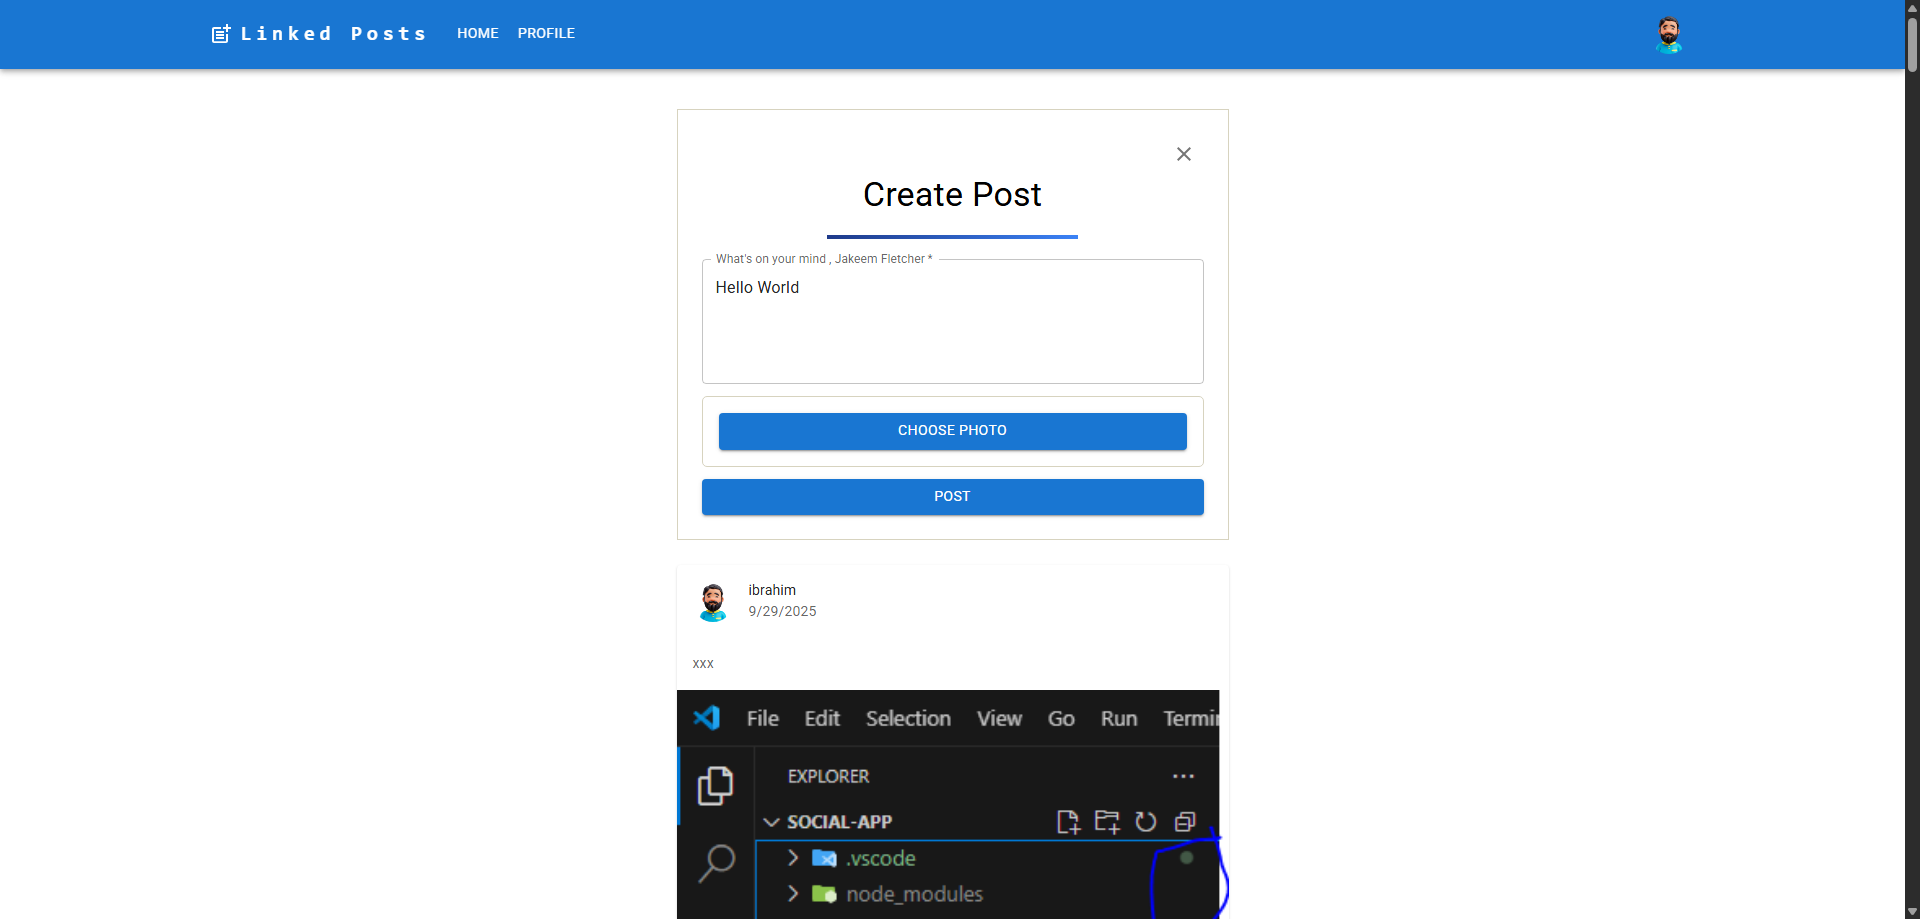 Linked Posts HOME PROFILE
Create Post
What's on your mind , Jakeem Fletcher *
Hello World
CHOOSE PHOTO
POST
ibrahim
9/29/2025
xxx
File Edit Selection View Go Run Termin
EXPLORER
SOCIAL-APP
.vscode
node_modules